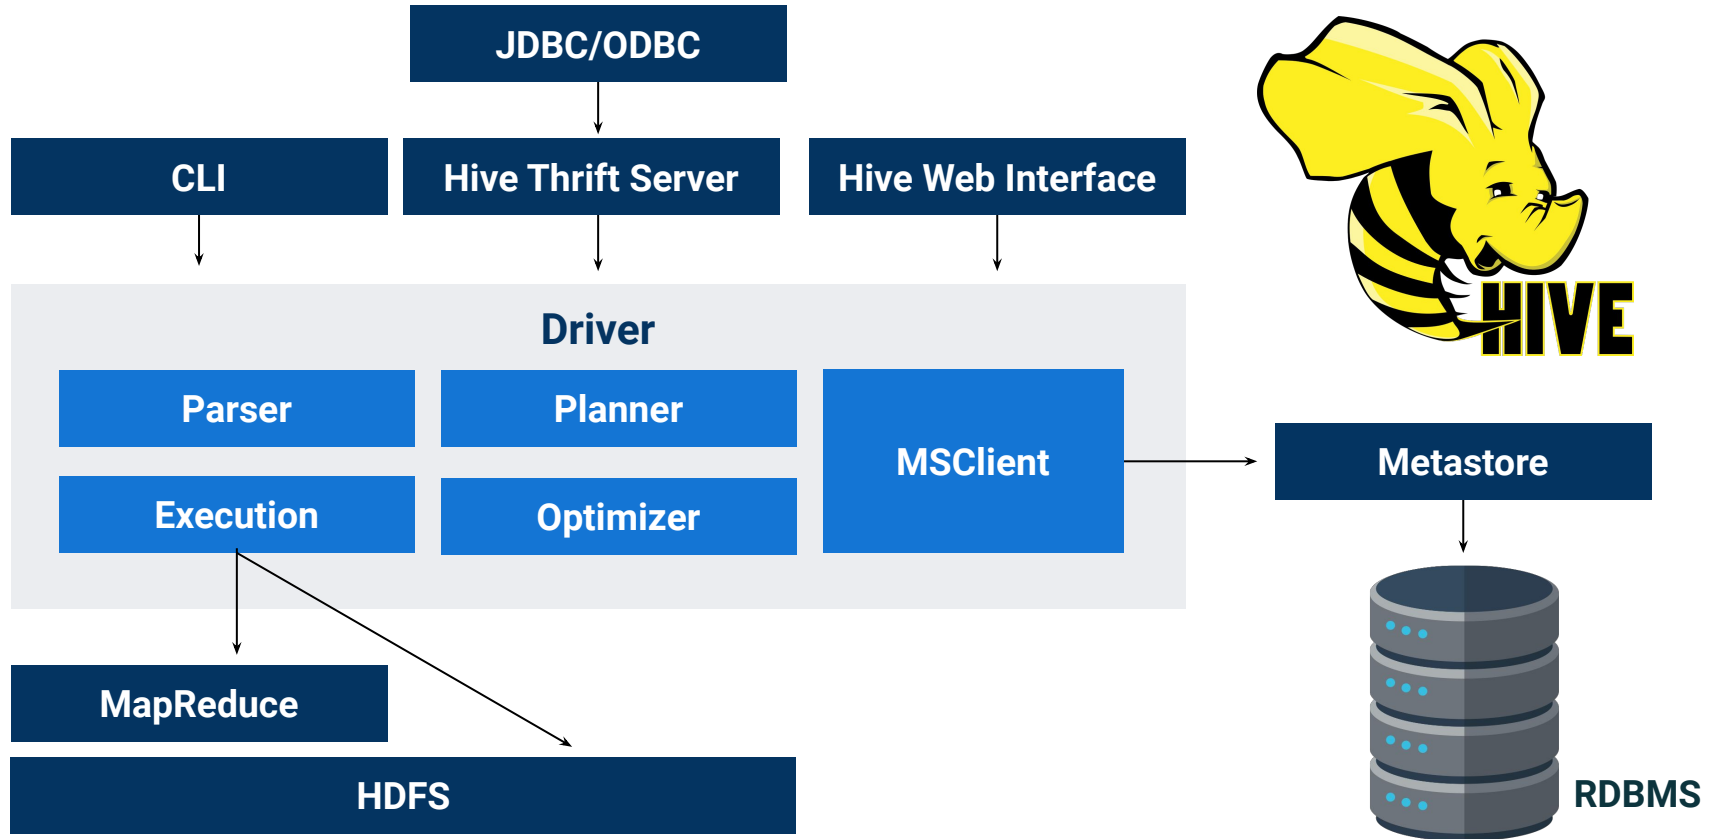 JDBC/ODBC
CLI
Hive Thrift Server
Hive Web Interface
HIVE
Driver
Parser
Planner
MSClient
Metastore
Execution
Optimizer
MapReduce
HDFS
RDBMS